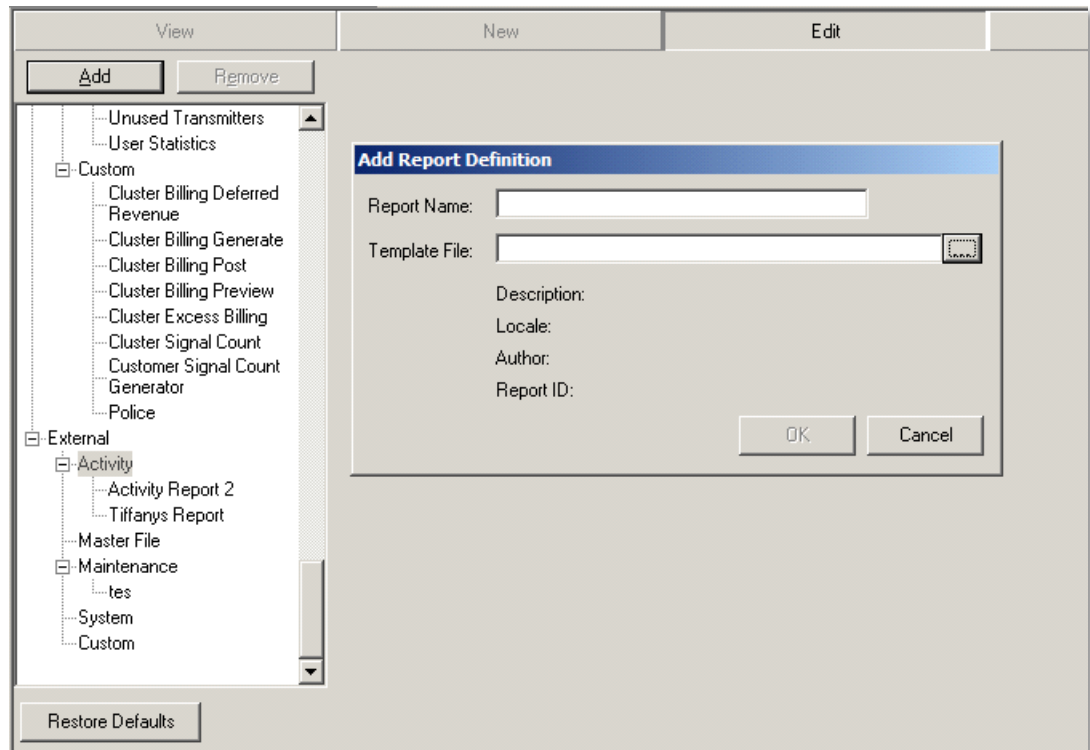 View
New
Edit
Add
Remove
Unused Transmitters
User Statistics
Custom
Cluster Billing Deferred
Revenue
Cluster Billing Generate
Cluster Billing Post
Cluster Billing Preview
Cluster Excess Billing
Cluster Signal Count
Customer Signal Count
Generator
Police
External
Activity
Activity Report 2
Tiffanys Report
Master File
Maintenance
tes
System
Custom
Restore Defaults
Add Report Definition
Report Name:
Template File:
....
Description:
Locale:
Author:
Report ID:
OK
Cancel